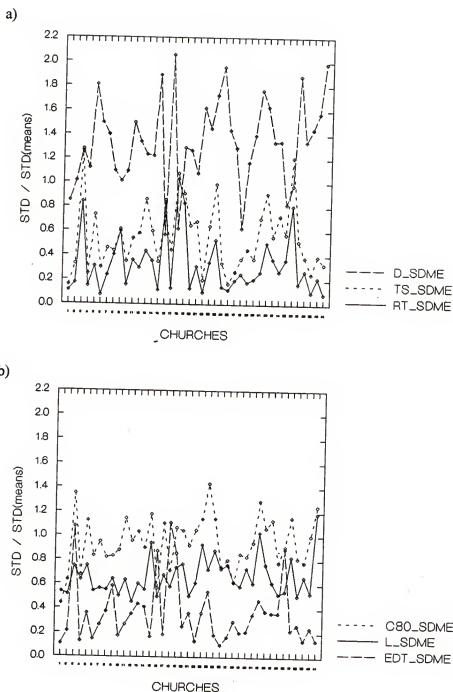 a)
2.2
2.0
1.8
1.6
1.4
1.2
1.0
0.8
0.6
0.4
0.2
0.0
STD / STD(means)
CHURCHES
D_SDME
TS_SDME
RT_SDME
b)
2.2
2.0
1.8
1.6
1.4
1.2
1.0
0.8
0.6
0.4
0.2
0.0
STD / STD(means)
CHURCHES
C80_SDME
L_SDME
EDT_SDME